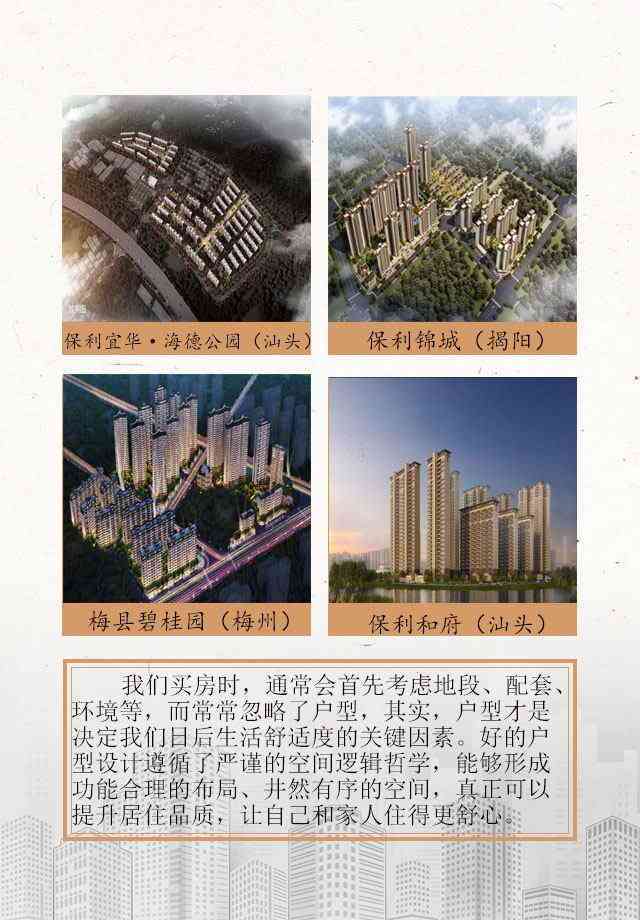 保利宜华·海德公园（汕头）
保利锦城（揭阳）
梅县碧桂园（梅州）
保利和府（汕头）
我们买房时，通常会首先考虑地段、配套、
环境等，而常常忽略了户型，其实，户型才是
决定我们日后生活舒适度的关键因素。好的户
型设计遵循了严谨的空间逻辑哲学，能够形成
功能合理的布局、井然有序的空间，真正可以
提升居住品质，让自己和家人住得更舒心。